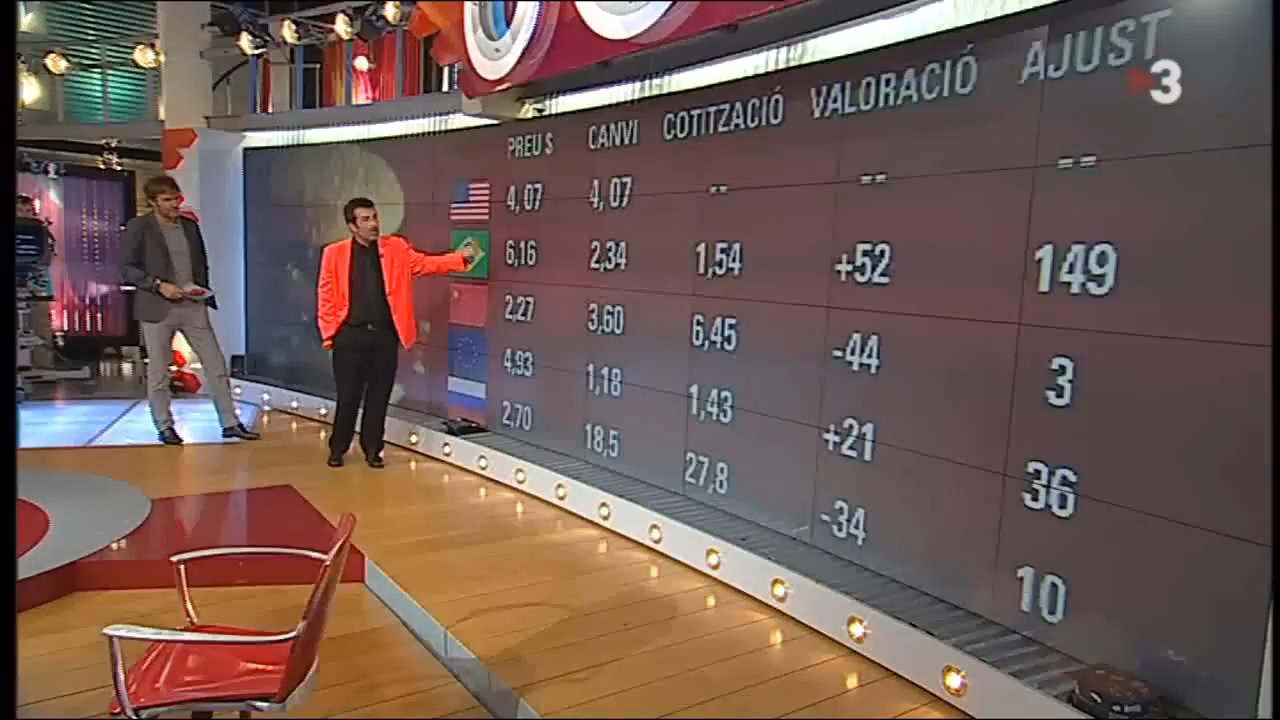 PREU $ CANVI COTITZACIÓ VALORACIÓ AJUST
4,07 4,07 -- -- --
6,16 2,34 1,54 +52 149
2,27 3,60 6,45 -44 3
4,93 1,18 1,43 +21 36
2,70 18,5 27,8 -34 10
3